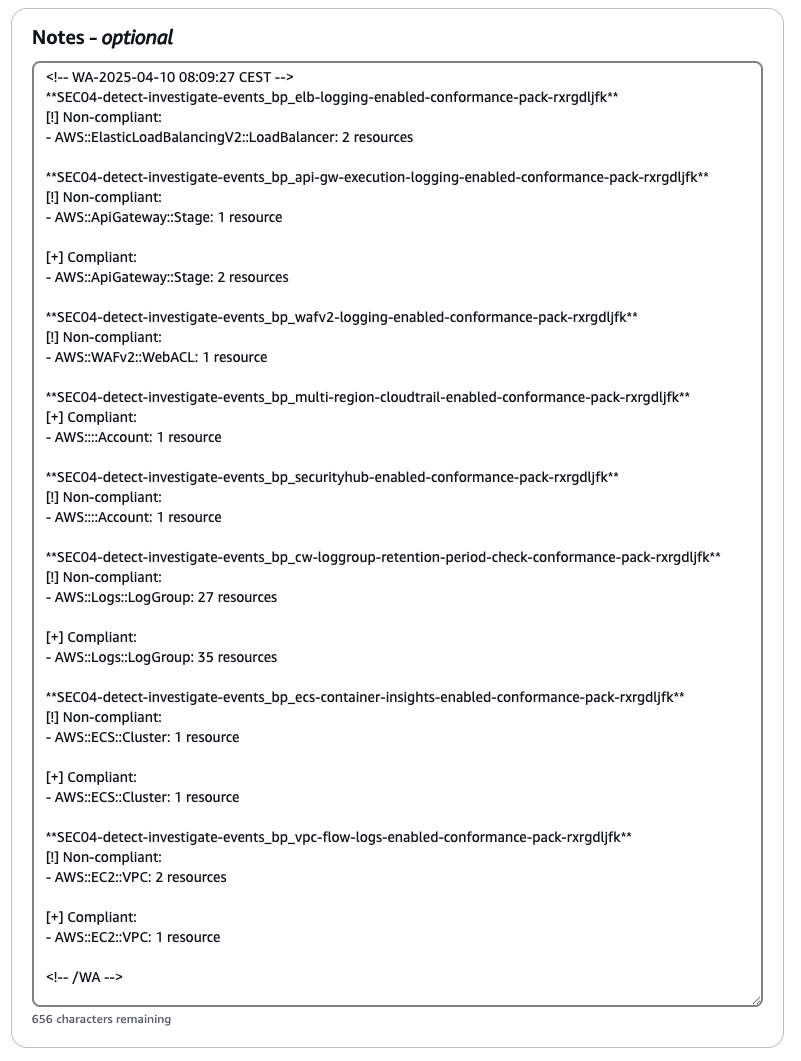 Notes - optional
<!-- WA-2025-04-10 08:09:27 CEST -->
**SEC04-detect-investigate-events_bp_elb-logging-enabled-conformance-pack-rxrgdljfk**
[!] Non-compliant:
- AWS::ElasticLoadBalancingV2::LoadBalancer: 2 resources
**SEC04-detect-investigate-events_bp_api-gw-execution-logging-enabled-conformance-pack-rxrgdljfk**
[!] Non-compliant:
- AWS::ApiGateway::Stage: 1 resource
[+] Compliant:
- AWS::ApiGateway::Stage: 2 resources
**SEC04-detect-investigate-events_bp_wafv2-logging-enabled-conformance-pack-rxrgdljfk**
[!] Non-compliant:
- AWS::WAFv2::WebACL: 1 resource
**SEC04-detect-investigate-events_bp_multi-region-cloudtrail-enabled-conformance-pack-rxrgdljfk**
[+] Compliant:
- AWS::::Account: 1 resource
**SEC04-detect-investigate-events_bp_securityhub-enabled-conformance-pack-rxrgdljfk**
[!] Non-compliant:
- AWS::::Account: 1 resource
**SEC04-detect-investigate-events_bp_cw-loggroup-retention-period-check-conformance-pack-rxrgdljfk**
[!] Non-compliant:
- AWS::Logs::LogGroup: 27 resources
[+] Compliant:
- AWS::Logs::LogGroup: 35 resources
**SEC04-detect-investigate-events_bp_ecs-container-insights-enabled-conformance-pack-rxrgdljfk**
[!] Non-compliant:
- AWS::ECS::Cluster: 1 resource
[+] Compliant:
- AWS::ECS::Cluster: 1 resource
**SEC04-detect-investigate-events_bp_vpc-flow-logs-enabled-conformance-pack-rxrgdljfk**
[!] Non-compliant:
- AWS::EC2::VPC: 2 resources
[+] Compliant:
- AWS::EC2::VPC: 1 resource
<!-- /WA -->
656 characters remaining